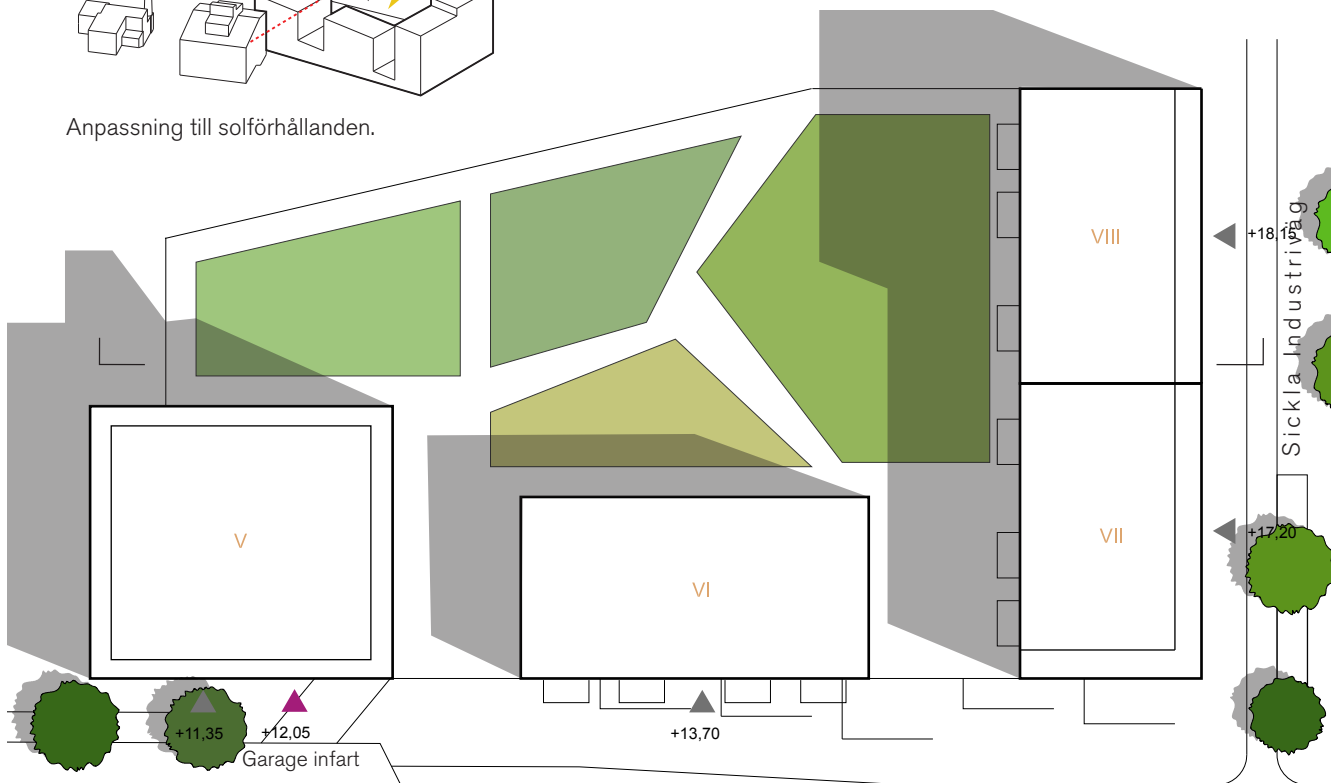 Anpassning till solförhållanden.
VIII
+18,15
Sickla Industriväg
V
VI
VII
+17,20
+11,35
+12,05
+13,70
Garage infart